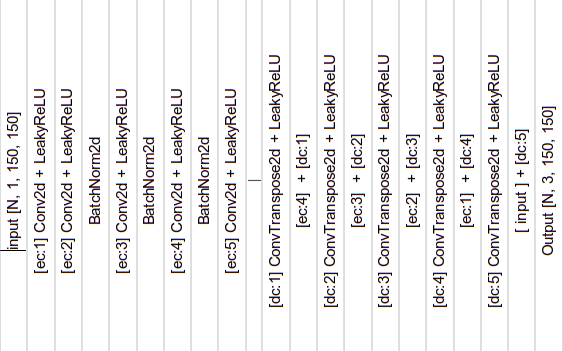 input [N, 1, 150, 150]
[ec:1] Conv2d + LeakyReLU
[ec:2] Conv2d + LeakyReLU
BatchNorm2d
[ec:3] Conv2d + LeakyReLU
BatchNorm2d
[ec:4] Conv2d + LeakyReLU
BatchNorm2d
[ec:5] Conv2d + LeakyReLU
[dc:1] ConvTranspose2d + LeakyReLU
[ec:4] + [dc:1]
[dc:2] ConvTranspose2d + LeakyReLU
[ec:3] + [dc:2]
[dc:3] ConvTranspose2d + LeakyReLU
[ec:2] + [dc:3]
[dc:4] ConvTranspose2d + LeakyReLU
[ec:1] + [dc:4]
[dc:5] ConvTranspose2d + LeakyReLU
[ input ] + [dc:5]
Output [N, 3, 150, 150]